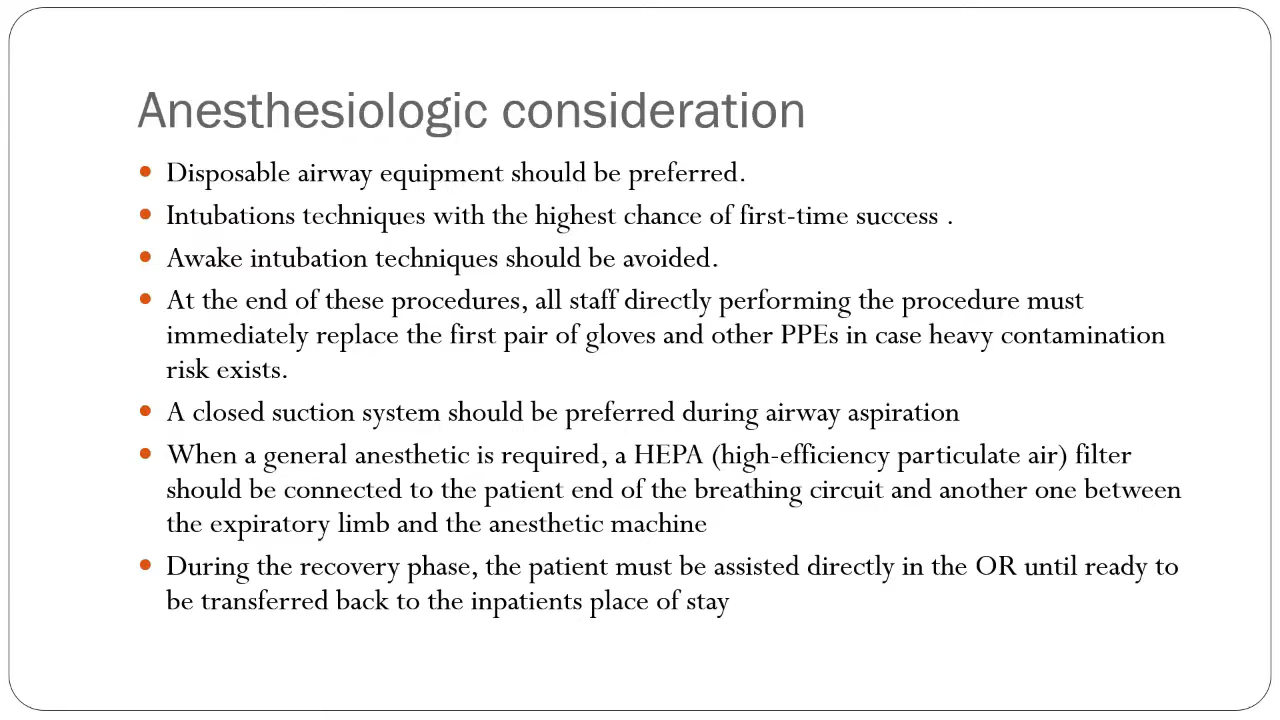 Anesthesiologic consideration
• Disposable airway equipment should be preferred.
• Intubations techniques with the highest chance of first-time success .
• Awake intubation techniques should be avoided.
• At the end of these procedures, all staff directly performing the procedure must
immediately replace the first pair of gloves and other PPEs in case heavy contamination
risk exists.
• A closed suction system should be preferred during airway aspiration
• When a general anesthetic is required, a HEPA (high-efficiency particulate air) filter
should be connected to the patient end of the breathing circuit and another one between
the expiratory limb and the anesthetic machine
• During the recovery phase, the patient must be assisted directly in the OR until ready to
be transferred back to the inpatients place of stay